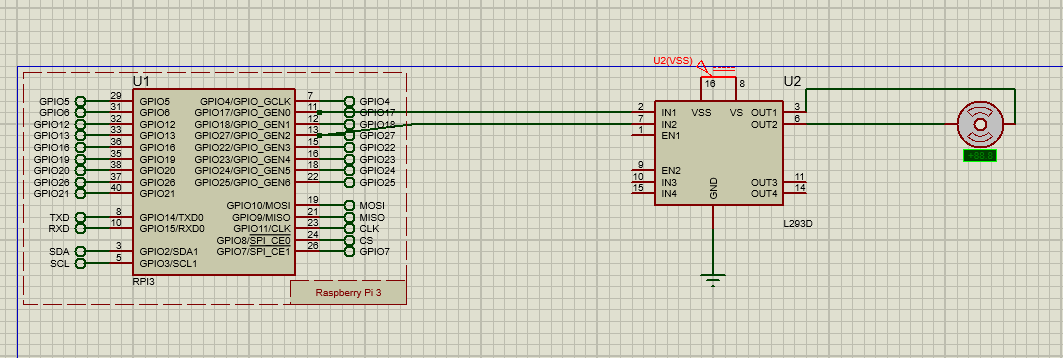 U1
29 GPIO5 GPIO5 GPIO4/GPIO_GCLK 7 GPIO4
31 GPIO6 GPIO6 GPIO17/GPIO_GEN0 11 GPIO17
32 GPIO12 GPIO12 GPIO18/GPIO_GEN1 12 GPIO18
33 GPIO13 GPIO13 GPIO27/GPIO_GEN2 13 GPIO27
36 GPIO16 GPIO16 GPIO22/GPIO_GEN3 15 GPIO22
35 GPIO19 GPIO19 GPIO23/GPIO_GEN4 16 GPIO23
38 GPIO20 GPIO20 GPIO24/GPIO_GEN5 18 GPIO24
37 GPIO26 GPIO26 GPIO25/GPIO_GEN6 22 GPIO25
40 GPIO21 GPIO21
GPIO10/MOSI 19 MOSI
TXD 8 GPIO14/TXD0 GPIO9/MISO 21 MISO
RXD 10 GPIO15/RXD0 GPIO11/CLK 23 CLK
GPIO8/SPI_CE0 24 CS
SDA 3 GPIO2/SDA1 GPIO7/SPI_CE1 26 GPIO7
SCL 5 GPIO3/SCL1
RPI3
Raspberry Pi 3
U2(VSS)
U2
16 8
2 IN1 VSS VS OUT1 3
7 IN2 OUT2 6
1 EN1
9 EN2
10 IN3 OUT3 11
15 IN4 OUT4 14
GND
L293D